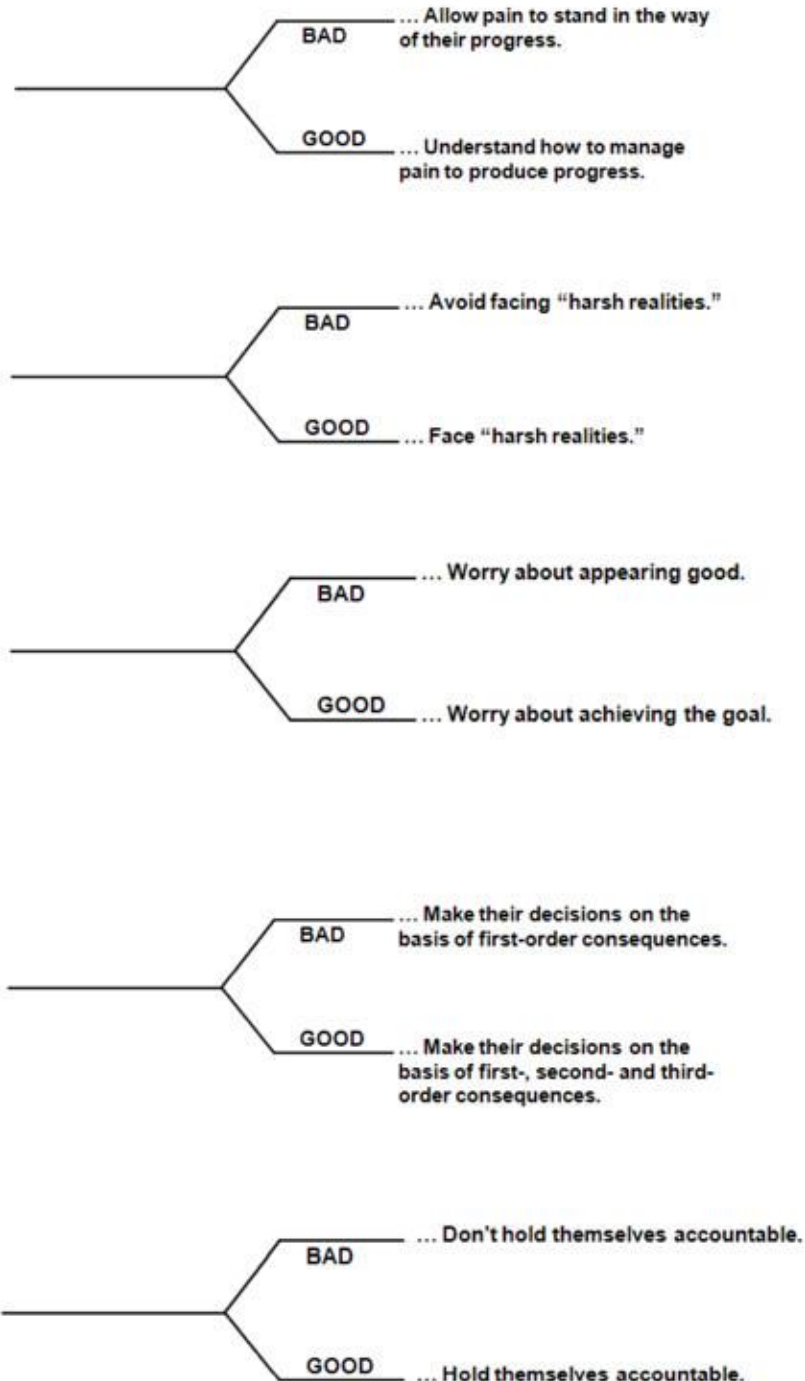 … Allow pain to stand in the way
BAD
of their progress.
GOOD
… Understand how to manage
pain to produce progress.
… Avoid facing “harsh realities.”
BAD
GOOD
… Face “harsh realities.”
… Worry about appearing good.
BAD
GOOD
… Worry about achieving the goal.
… Make their decisions on the
BAD
basis of first-order consequences.
GOOD
… Make their decisions on the
basis of first-, second- and third-
order consequences.
… Don't hold themselves accountable.
BAD
GOOD
… Hold themselves accountable.